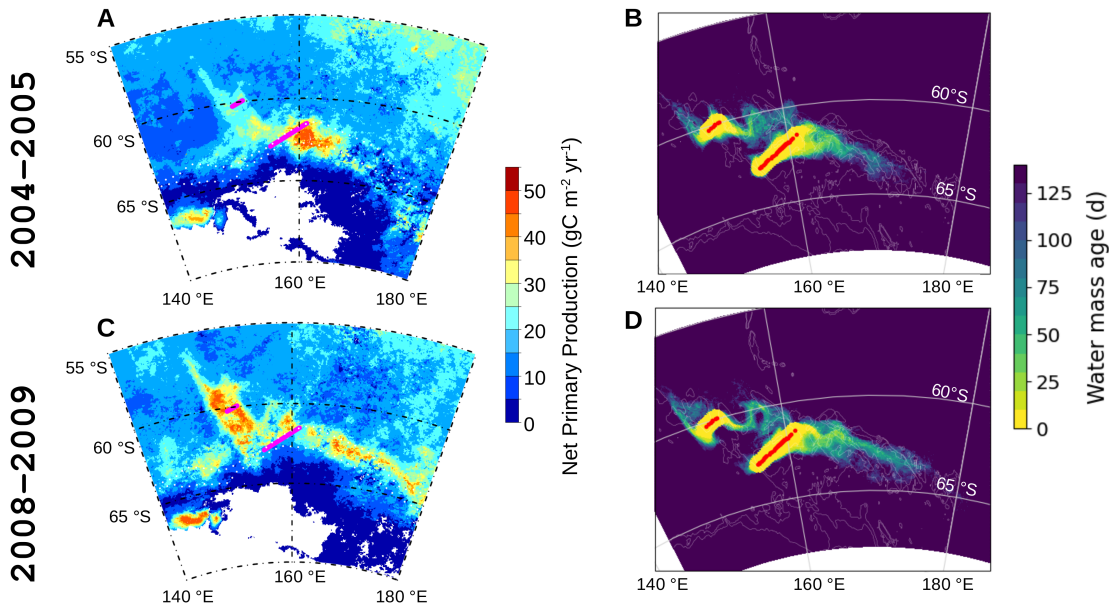 A
55 °S
60 °S
65 °S
140 °E
160 °E
180 °E
2004–2005
B
60°S
65 °S
140 °E
160 °E
180 °E
C
55 °S
60 °S
65 °S
140 °E
160 °E
180 °E
2008–2009
D
60°S
65 °S
140 °E
160 °E
180 °E
50
40
30
20
10
0
Net Primary Production (gC m⁻² yr⁻¹)
125
100
75
50
25
0
Water mass age (d)